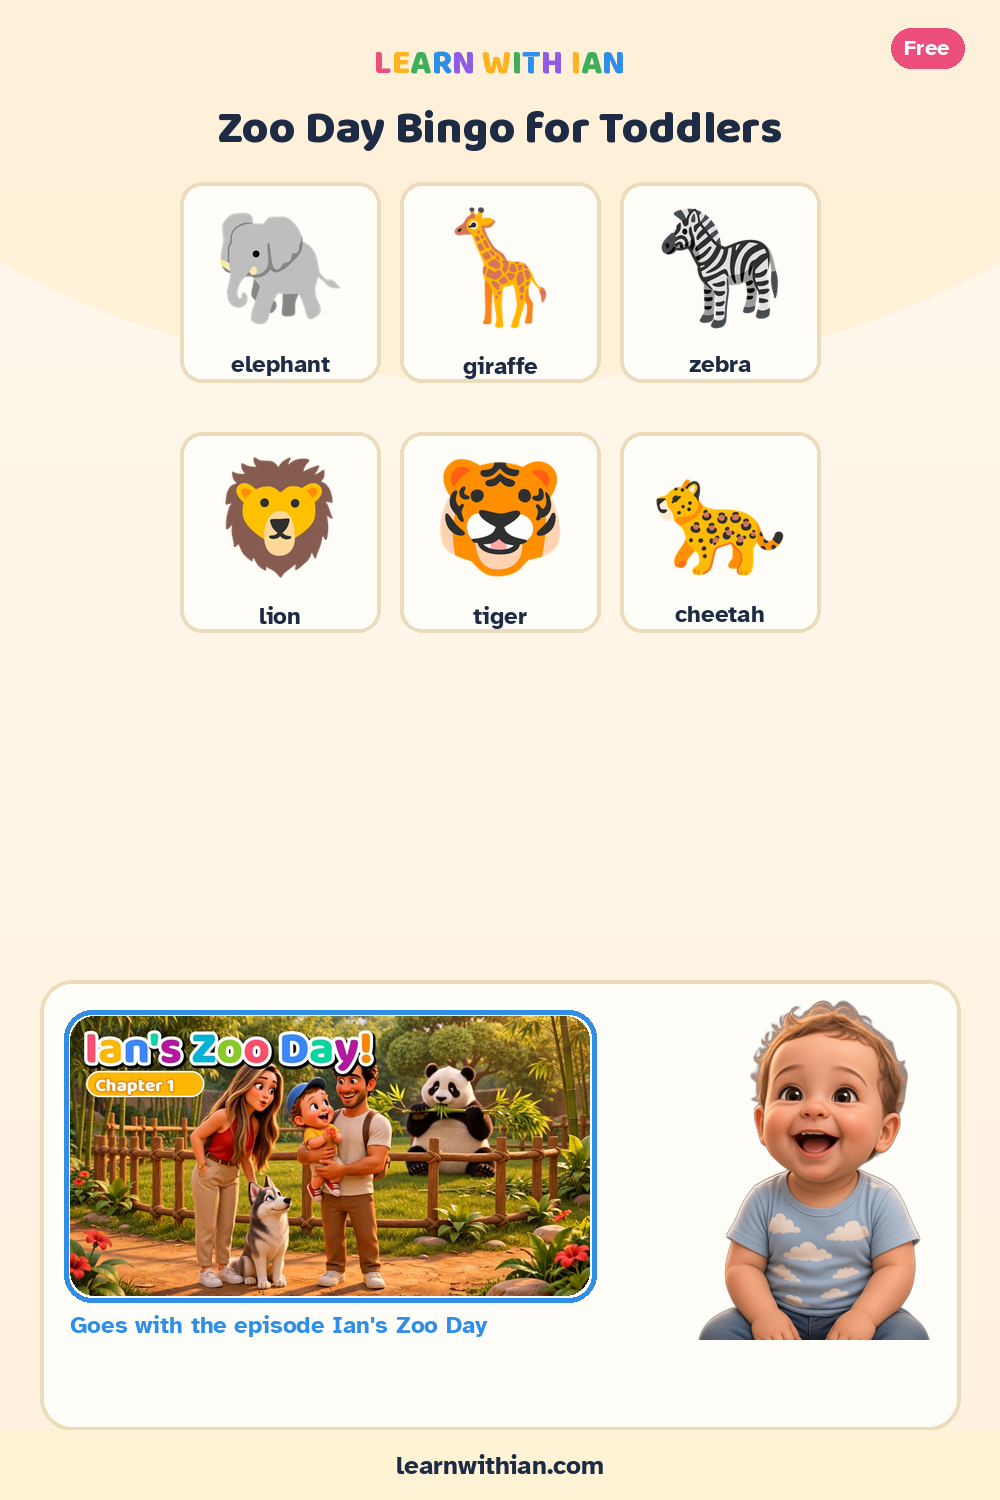 LEARN WITH IAN
Free
Zoo Day Bingo for Toddlers
elephant
giraffe
zebra
lion
tiger
cheetah
Ian's Zoo Day!
Chapter 1
Goes with the episode Ian's Zoo Day
learnwithian.com